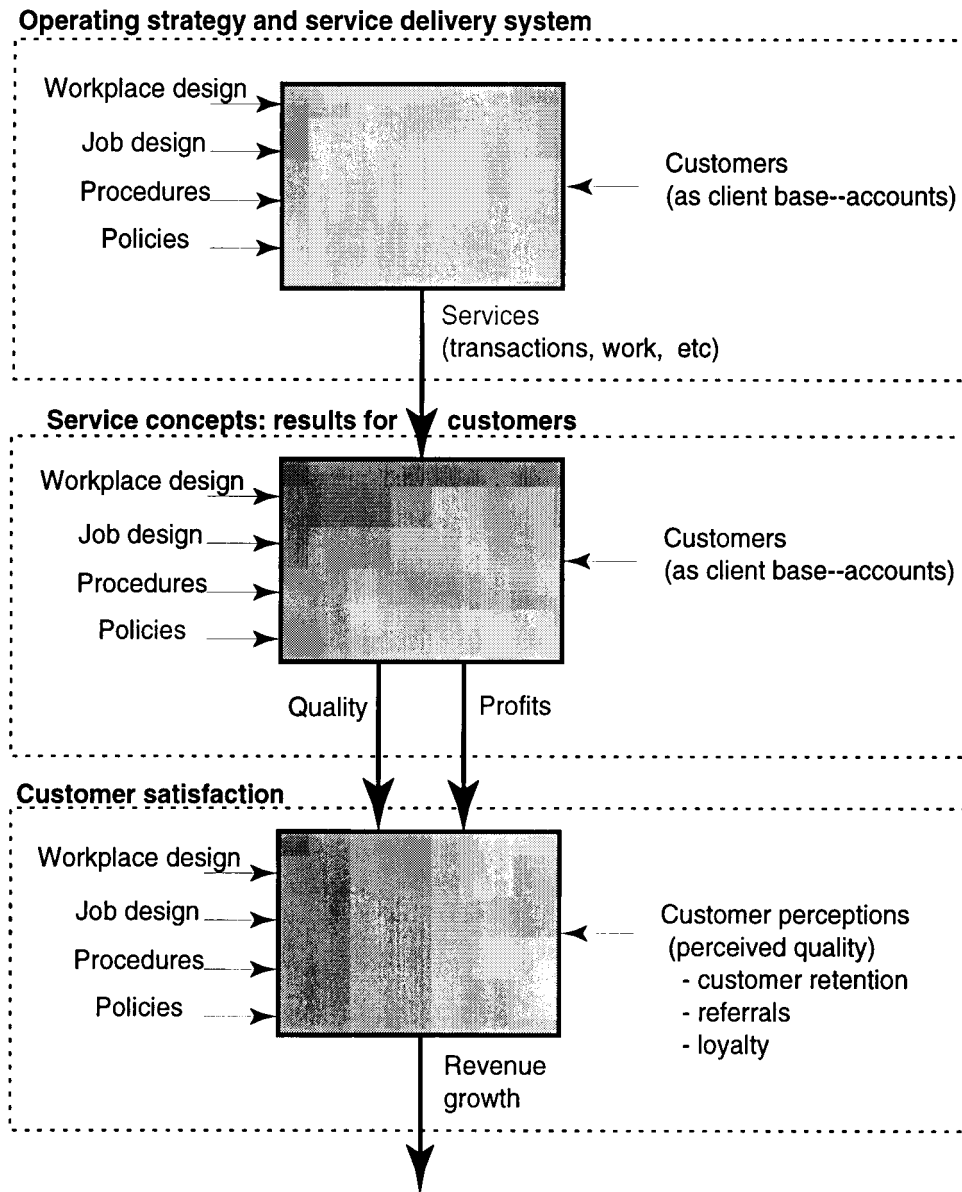 Operating strategy and service delivery system
Workplace design
Job design
Procedures
Policies
Customers
(as client base--accounts)
Services
(transactions, work, etc)
Service concepts: results for customers
Workplace design
Job design
Procedures
Policies
Customers
(as client base--accounts)
Quality
Profits
Customer satisfaction
Workplace design
Job design
Procedures
Policies
Customer perceptions
(perceived quality)
- customer retention
- referrals
- loyalty
Revenue
growth